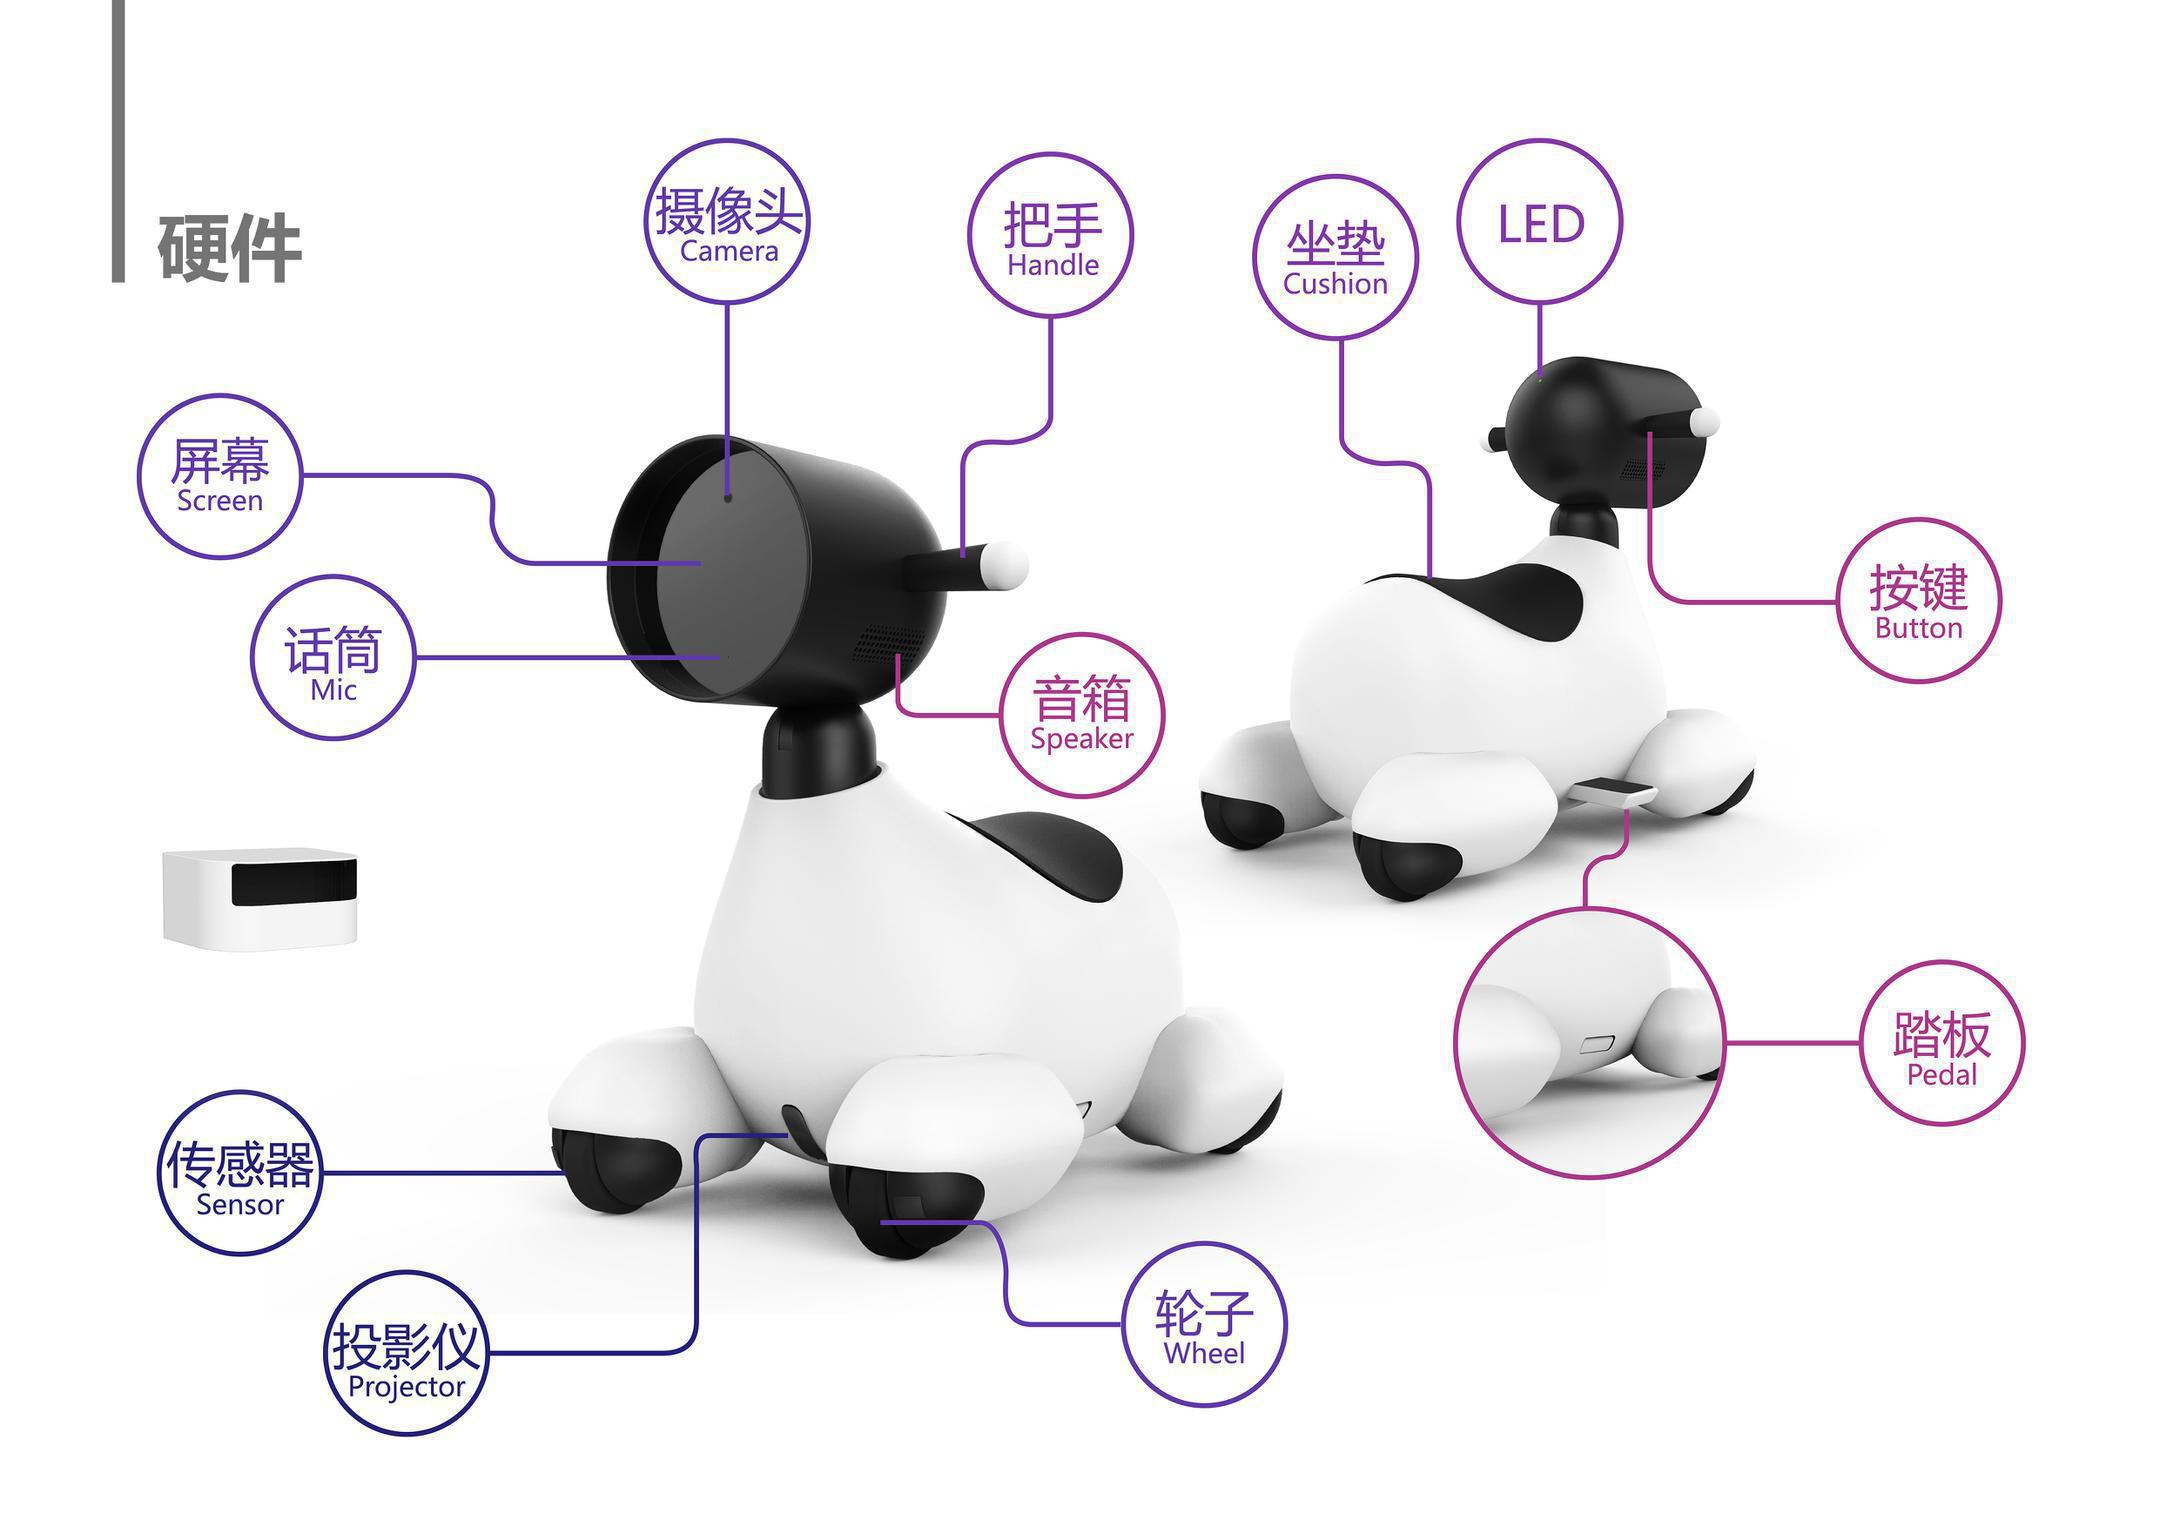 硬件
摄像头
Camera
把手
Handle
坐垫
Cushion
LED
屏幕
Screen
话筒
Mic
音箱
Speaker
按键
Button
踏板
Pedal
传感器
Sensor
投影仪
Projector
轮子
Wheel